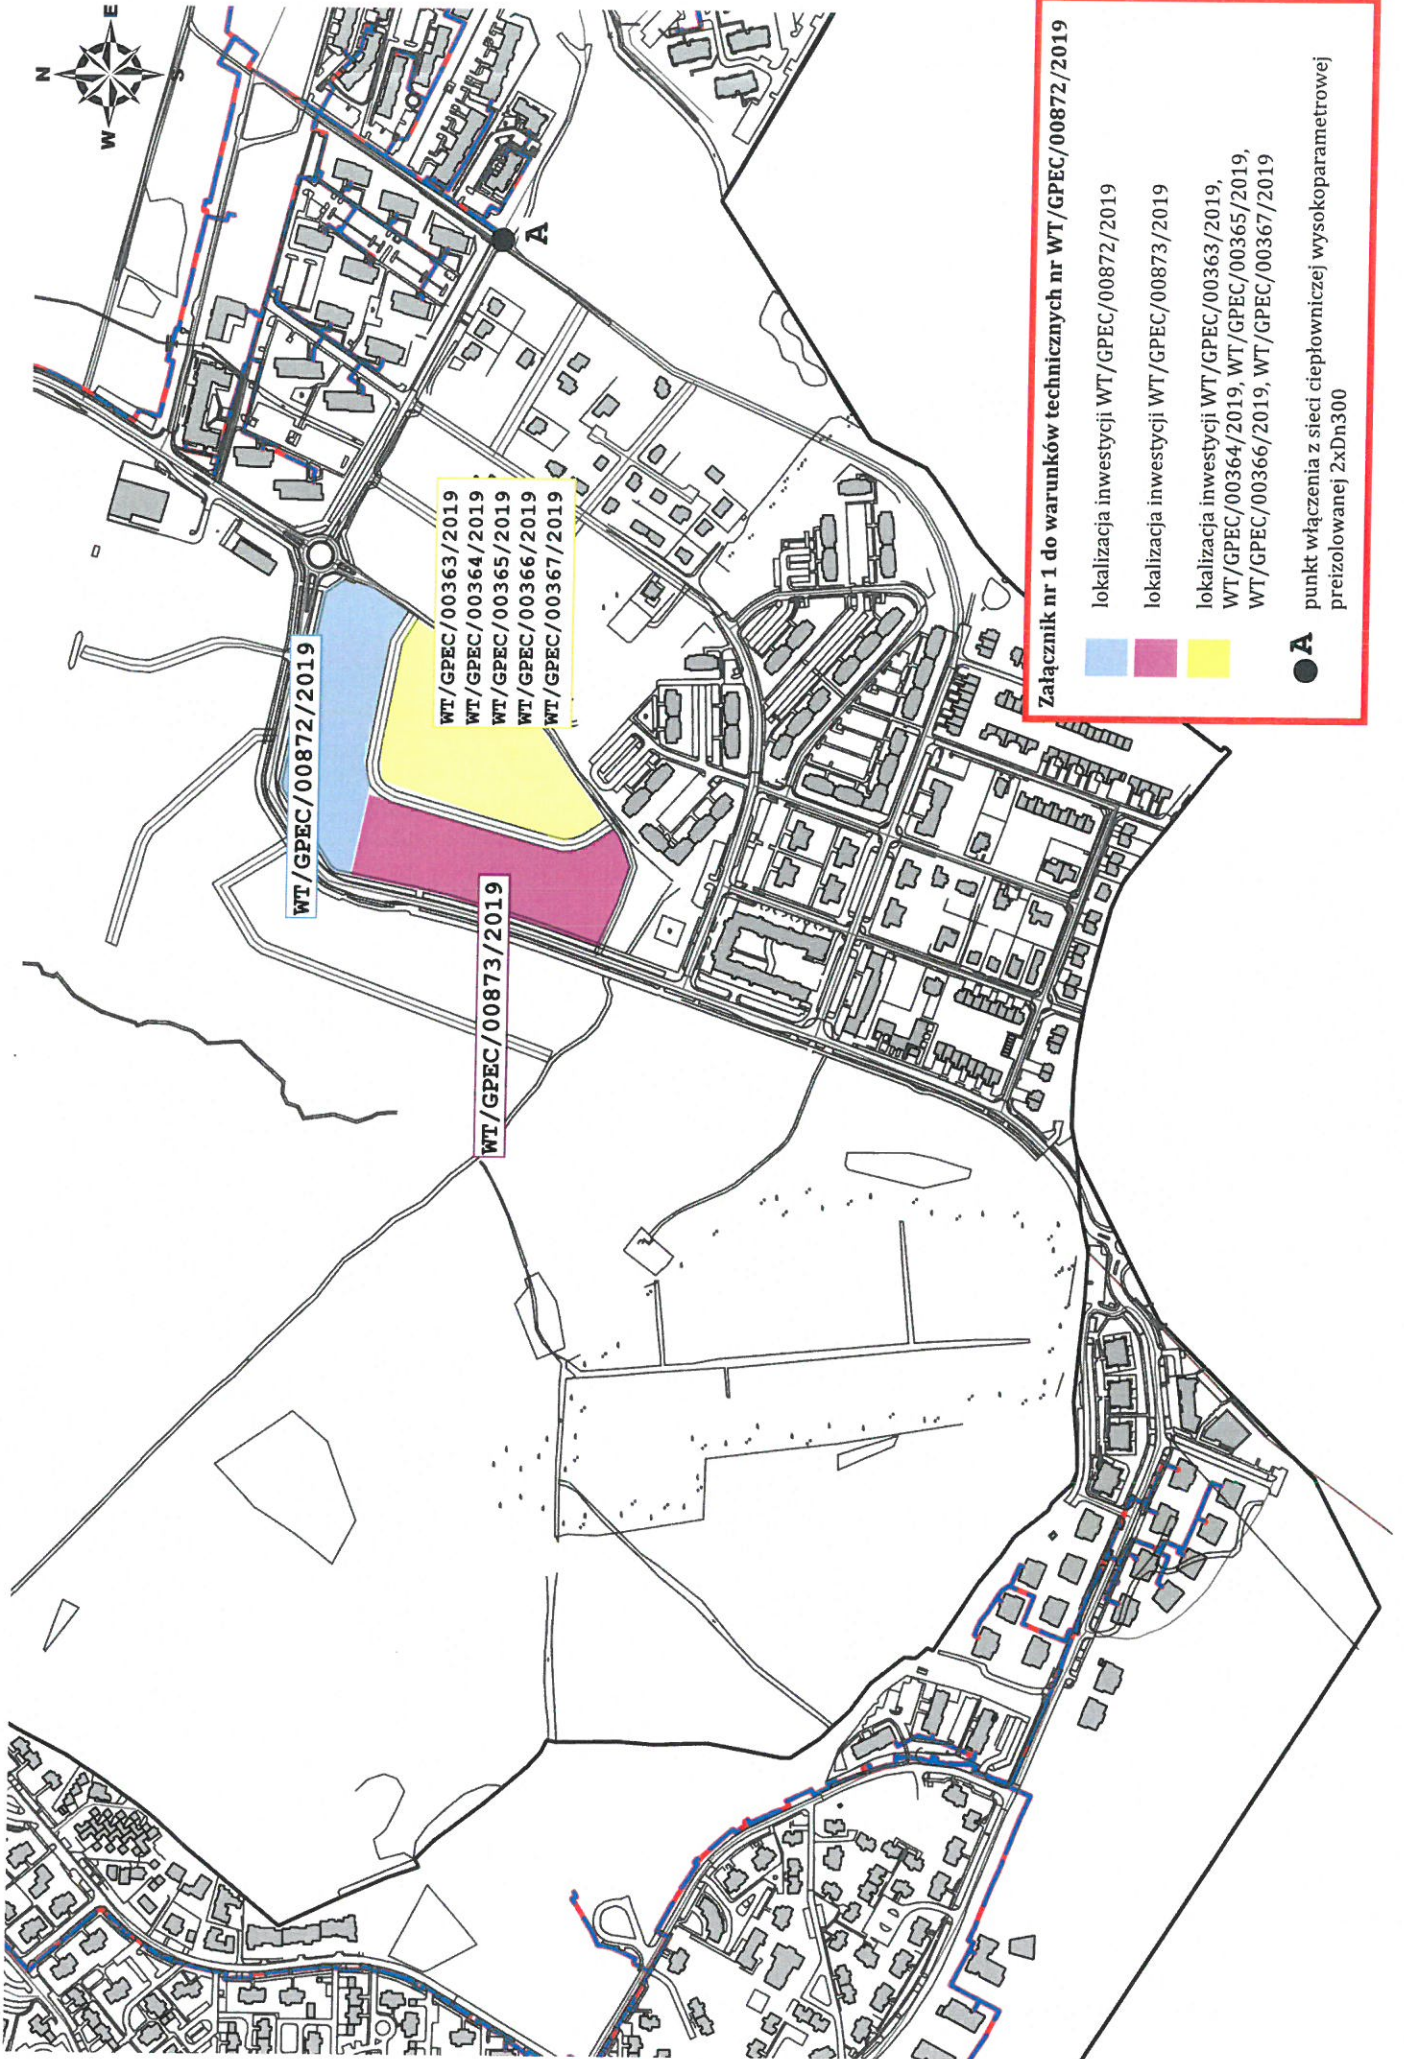 N
E
S
W
WT/GPEC/00872/2019
WT/GPEC/00363/2019
WT/GPEC/00364/2019
WT/GPEC/00365/2019
WT/GPEC/00366/2019
WT/GPEC/00367/2019
WT/GPEC/00873/2019
A
Załącznik nr 1 do warunków technicznych nr WT/GPEC/00872/2019
lokalizacja inwestycji WT/GPEC/00872/2019
lokalizacja inwestycji WT/GPEC/00873/2019
lokalizacja inwestycji WT/GPEC/00363/2019,
WT/GPEC/00364/2019, WT/GPEC/00365/2019,
WT/GPEC/00366/2019, WT/GPEC/00367/2019
A punkt włączenia z sieci ciepłowniczej wysokoparametrowej
preizolowanej 2xDn300